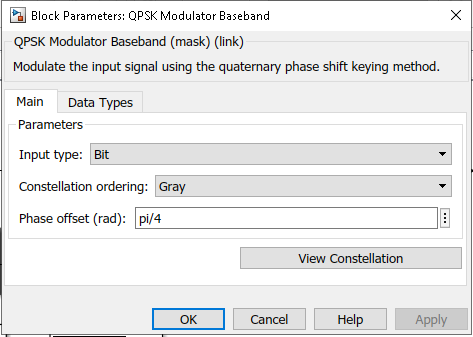 Block Parameters: QPSK Modulator Baseband
QPSK Modulator Baseband (mask) (link)
Modulate the input signal using the quaternary phase shift keying method.
Main Data Types
Parameters
Input type: Bit
Constellation ordering: Gray
Phase offset (rad): pi/4
View Constellation
OK Cancel Help Apply